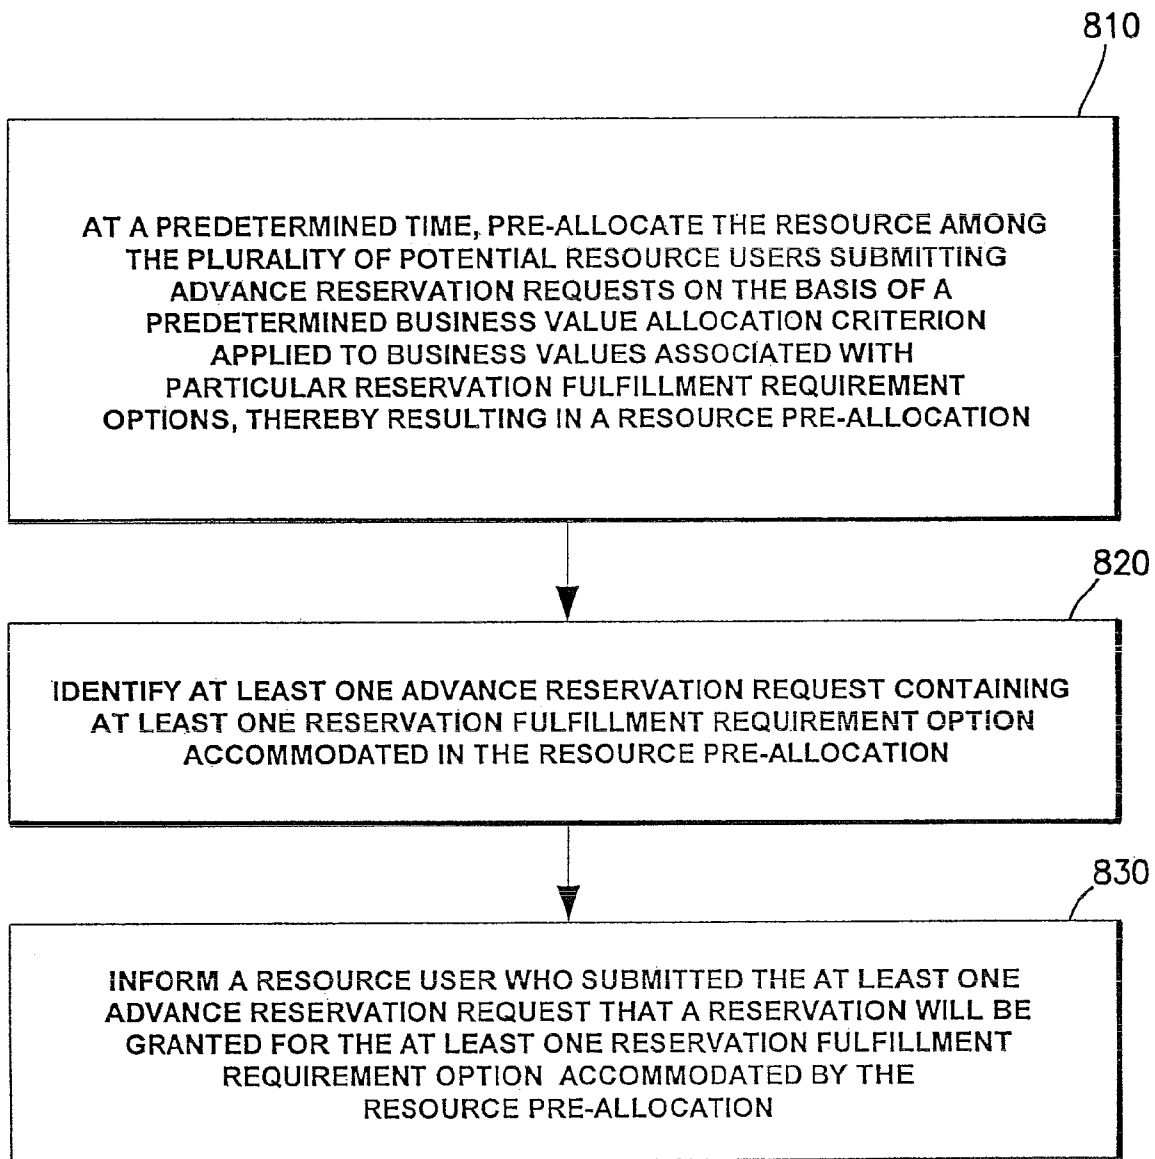 810
AT A PREDETERMINED TIME, PRE-ALLOCATE THE RESOURCE AMONG
THE PLURALITY OF POTENTIAL RESOURCE USERS SUBMITTING
ADVANCE RESERVATION REQUESTS ON THE BASIS OF A
PREDETERMINED BUSINESS VALUE ALLOCATION CRITERION
APPLIED TO BUSINESS VALUES ASSOCIATED WITH
PARTICULAR RESERVATION FULFILLMENT REQUIREMENT
OPTIONS, THEREBY RESULTING IN A RESOURCE PRE-ALLOCATION
820
IDENTIFY AT LEAST ONE ADVANCE RESERVATION REQUEST CONTAINING
AT LEAST ONE RESERVATION FULFILLMENT REQUIREMENT OPTION
ACCOMMODATED IN THE RESOURCE PRE-ALLOCATION
830
INFORM A RESOURCE USER WHO SUBMITTED THE AT LEAST ONE
ADVANCE RESERVATION REQUEST THAT A RESERVATION WILL BE
GRANTED FOR THE AT LEAST ONE RESERVATION FULFILLMENT
REQUIREMENT OPTION ACCOMMODATED BY THE
RESOURCE PRE-ALLOCATION